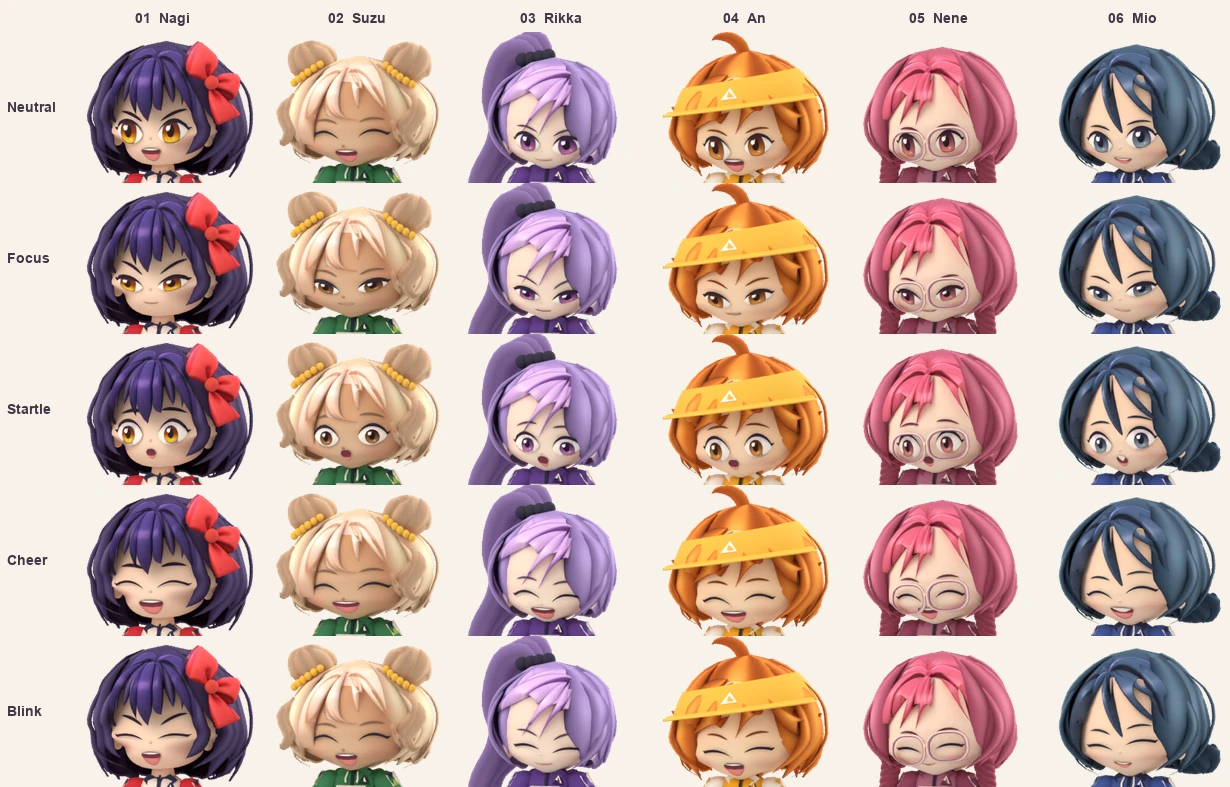 01 Nagi
02 Suzu
03 Rikka
04 An
05 Nene
06 Mio
Neutral
Focus
Startle
Cheer
Blink